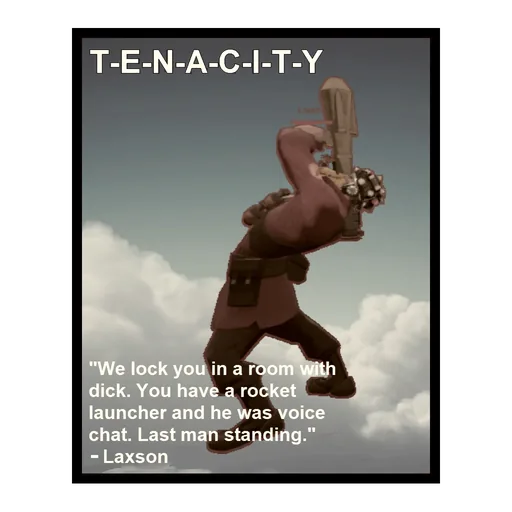 T-E-N-A-C-I-T-Y
"We lock you in a room with
dick. You have a rocket
launcher and he was voice
chat. Last man standing."
- Laxson